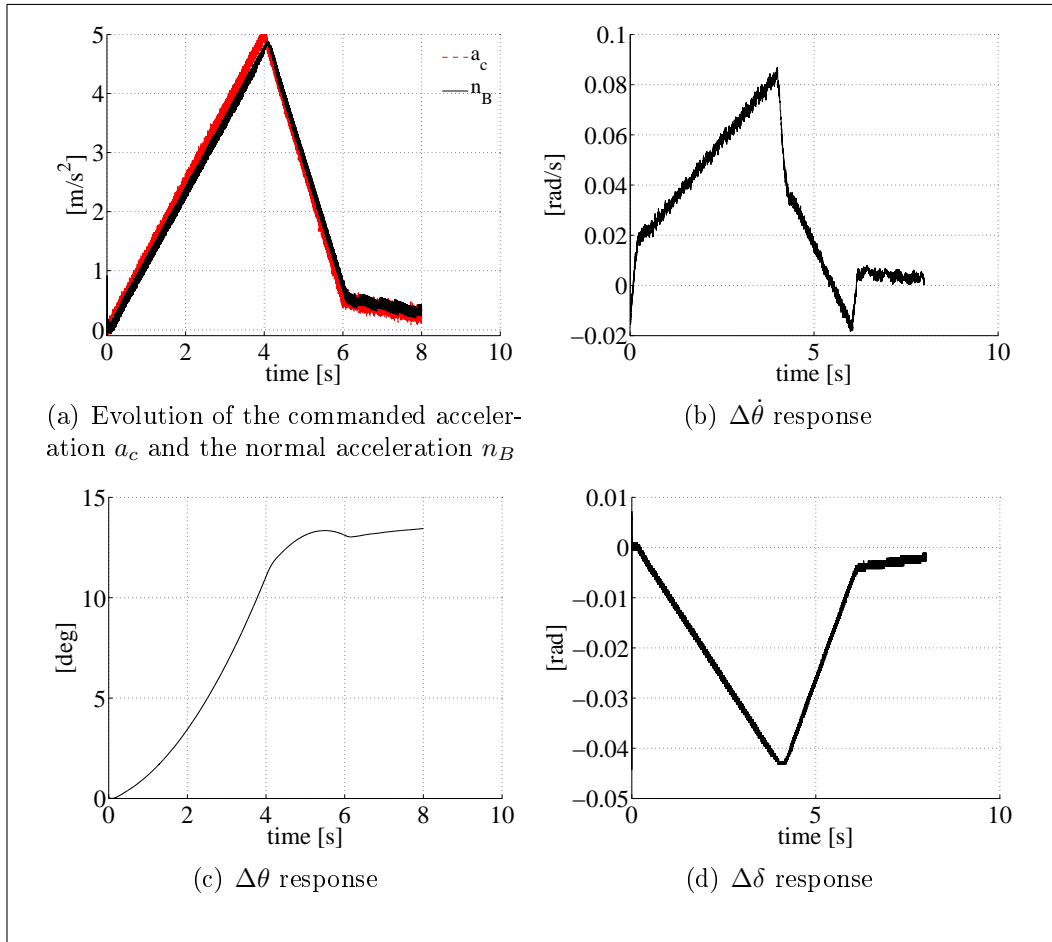 5
4
3
2
1
0
[m/s²]
0 2 4 6 8 10
time [s]
a_c
n_B
(a) Evolution of the commanded acceler-
ation a_c and the normal acceleration n_B
0.1
0.08
0.06
0.04
0.02
0
−0.02
[rad/s]
0 5 10
time [s]
(b) Δθ̇ response
15
10
5
0
[deg]
0 2 4 6 8 10
time [s]
(c) Δθ response
0.01
0
−0.01
−0.02
−0.03
−0.04
−0.05
[rad]
0 5 10
time [s]
(d) Δδ response